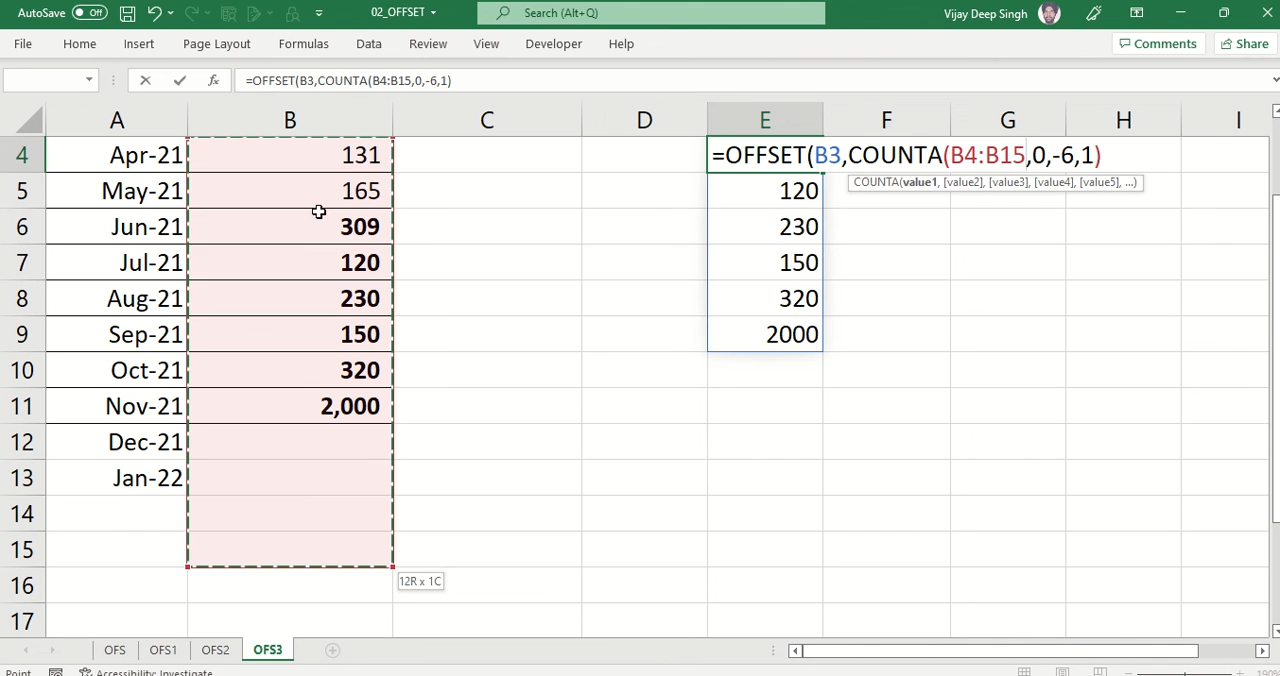 AutoSave Off 02_OFFSET Search (Alt+Q) Vijay Deep Singh
File Home Insert Page Layout Formulas Data Review View Developer Help Comments Share
fx =OFFSET(B3,COUNTA(B4:B15,0,-6,1)
A B C D E F G H I
4 Apr-21 131 =OFFSET(B3,COUNTA(B4:B15,0,-6,1)
COUNTA(value1, [value2], [value3], [value4], [value5], ...)
5 May-21 165 120
6 Jun-21 309 230
7 Jul-21 120 150
8 Aug-21 230 320
9 Sep-21 150 2000
10 Oct-21 320
11 Nov-21 2,000
12 Dec-21
13 Jan-22
14
15
16 12R x 1C
17
OFS OFS1 OFS2 OFS3
Point Accessibility: Investigate 190%